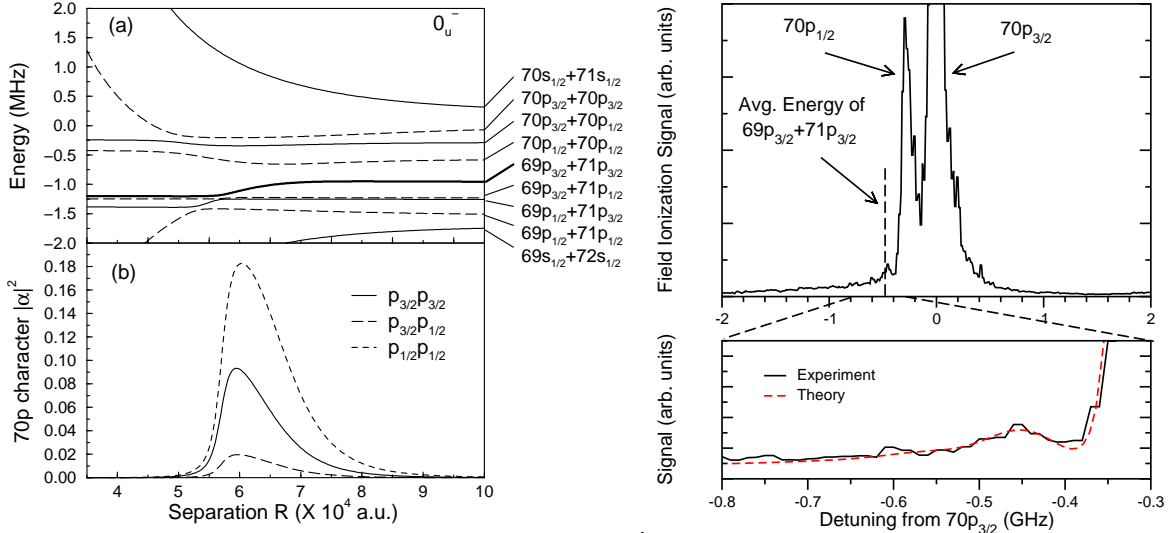 (a)
0u−
Energy (MHz)
2.0
1.5
1.0
0.5
0.0
−0.5
−1.0
−1.5
−2.0
70s1/2+71s1/2
70p3/2+70p3/2
70p3/2+70p1/2
70p1/2+70p1/2
69p3/2+71p3/2
69p3/2+71p1/2
69p1/2+71p3/2
69p1/2+71p1/2
69s1/2+72s1/2
(b)
70p character |α|2
0.18
0.16
0.14
0.12
0.10
0.08
0.06
0.04
0.02
0.00
p3/2p3/2
p3/2p1/2
p1/2p1/2
4 5 6 7 8 9 10
Separation R (X 104 a.u.)
Field Ionization Signal (arb. units)
70p1/2
70p3/2
Avg. Energy of
69p3/2+71p3/2
-2 -1 0 1 2
Signal (arb. units)
Experiment
Theory
-0.8 -0.7 -0.6 -0.5 -0.4 -0.3
Detuning from 70p3/2 (GHz)